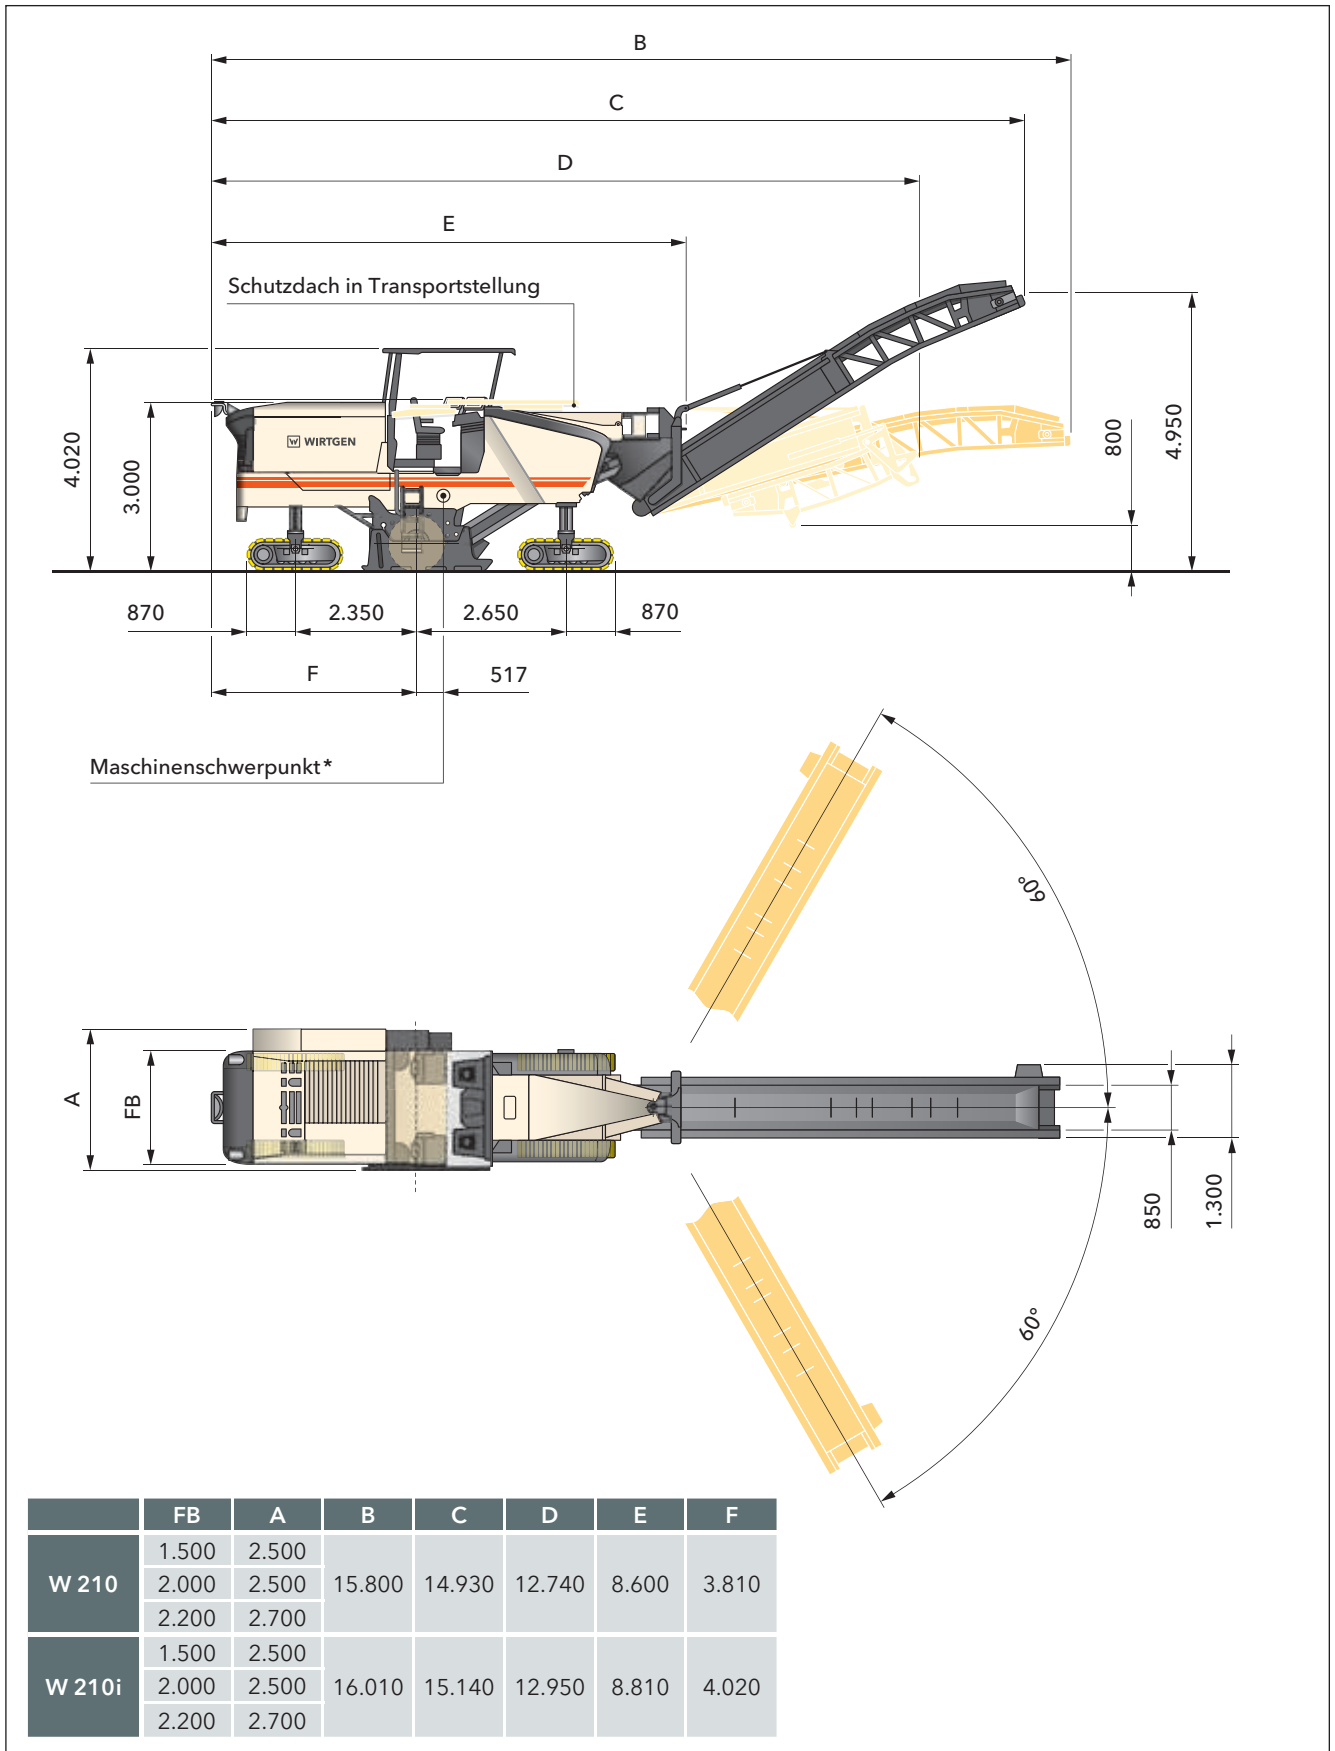 B
C
D
E
Schutzdach in Transportstellung
4.020
3.000
W WIRTGEN
800
4.950
870
2.350
2.650
870
F
517
Maschinenschwerpunkt*
60°
A
FB
850
1.300
60°
FB A B C D E F
1.500 2.500
W 210 2.000 2.500 15.800 14.930 12.740 8.600 3.810
2.200 2.700
1.500 2.500
W 210i 2.000 2.500 16.010 15.140 12.950 8.810 4.020
2.200 2.700